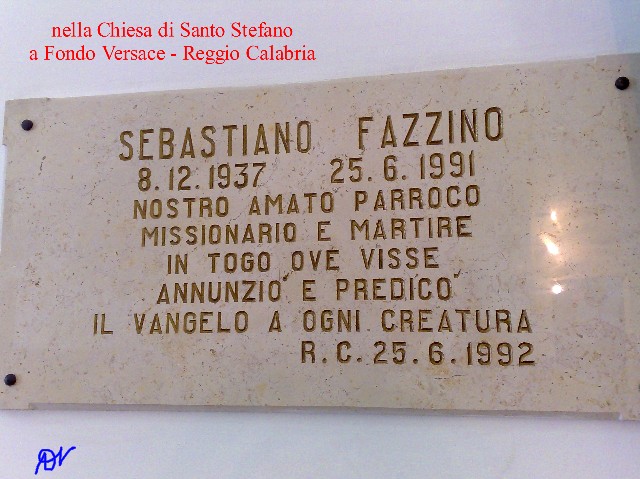 nella Chiesa di Santo Stefano
a Fondo Versace - Reggio Calabria
SEBASTIANO FAZZINO
8.12.1937 25.6.1991
NOSTRO AMATO PARROCO
MISSIONARIO E MARTIRE
IN TOGO OVE VISSE
ANNUNZIO' E PREDICO'
IL VANGELO A OGNI CREATURA
R.C. 25.6.1992